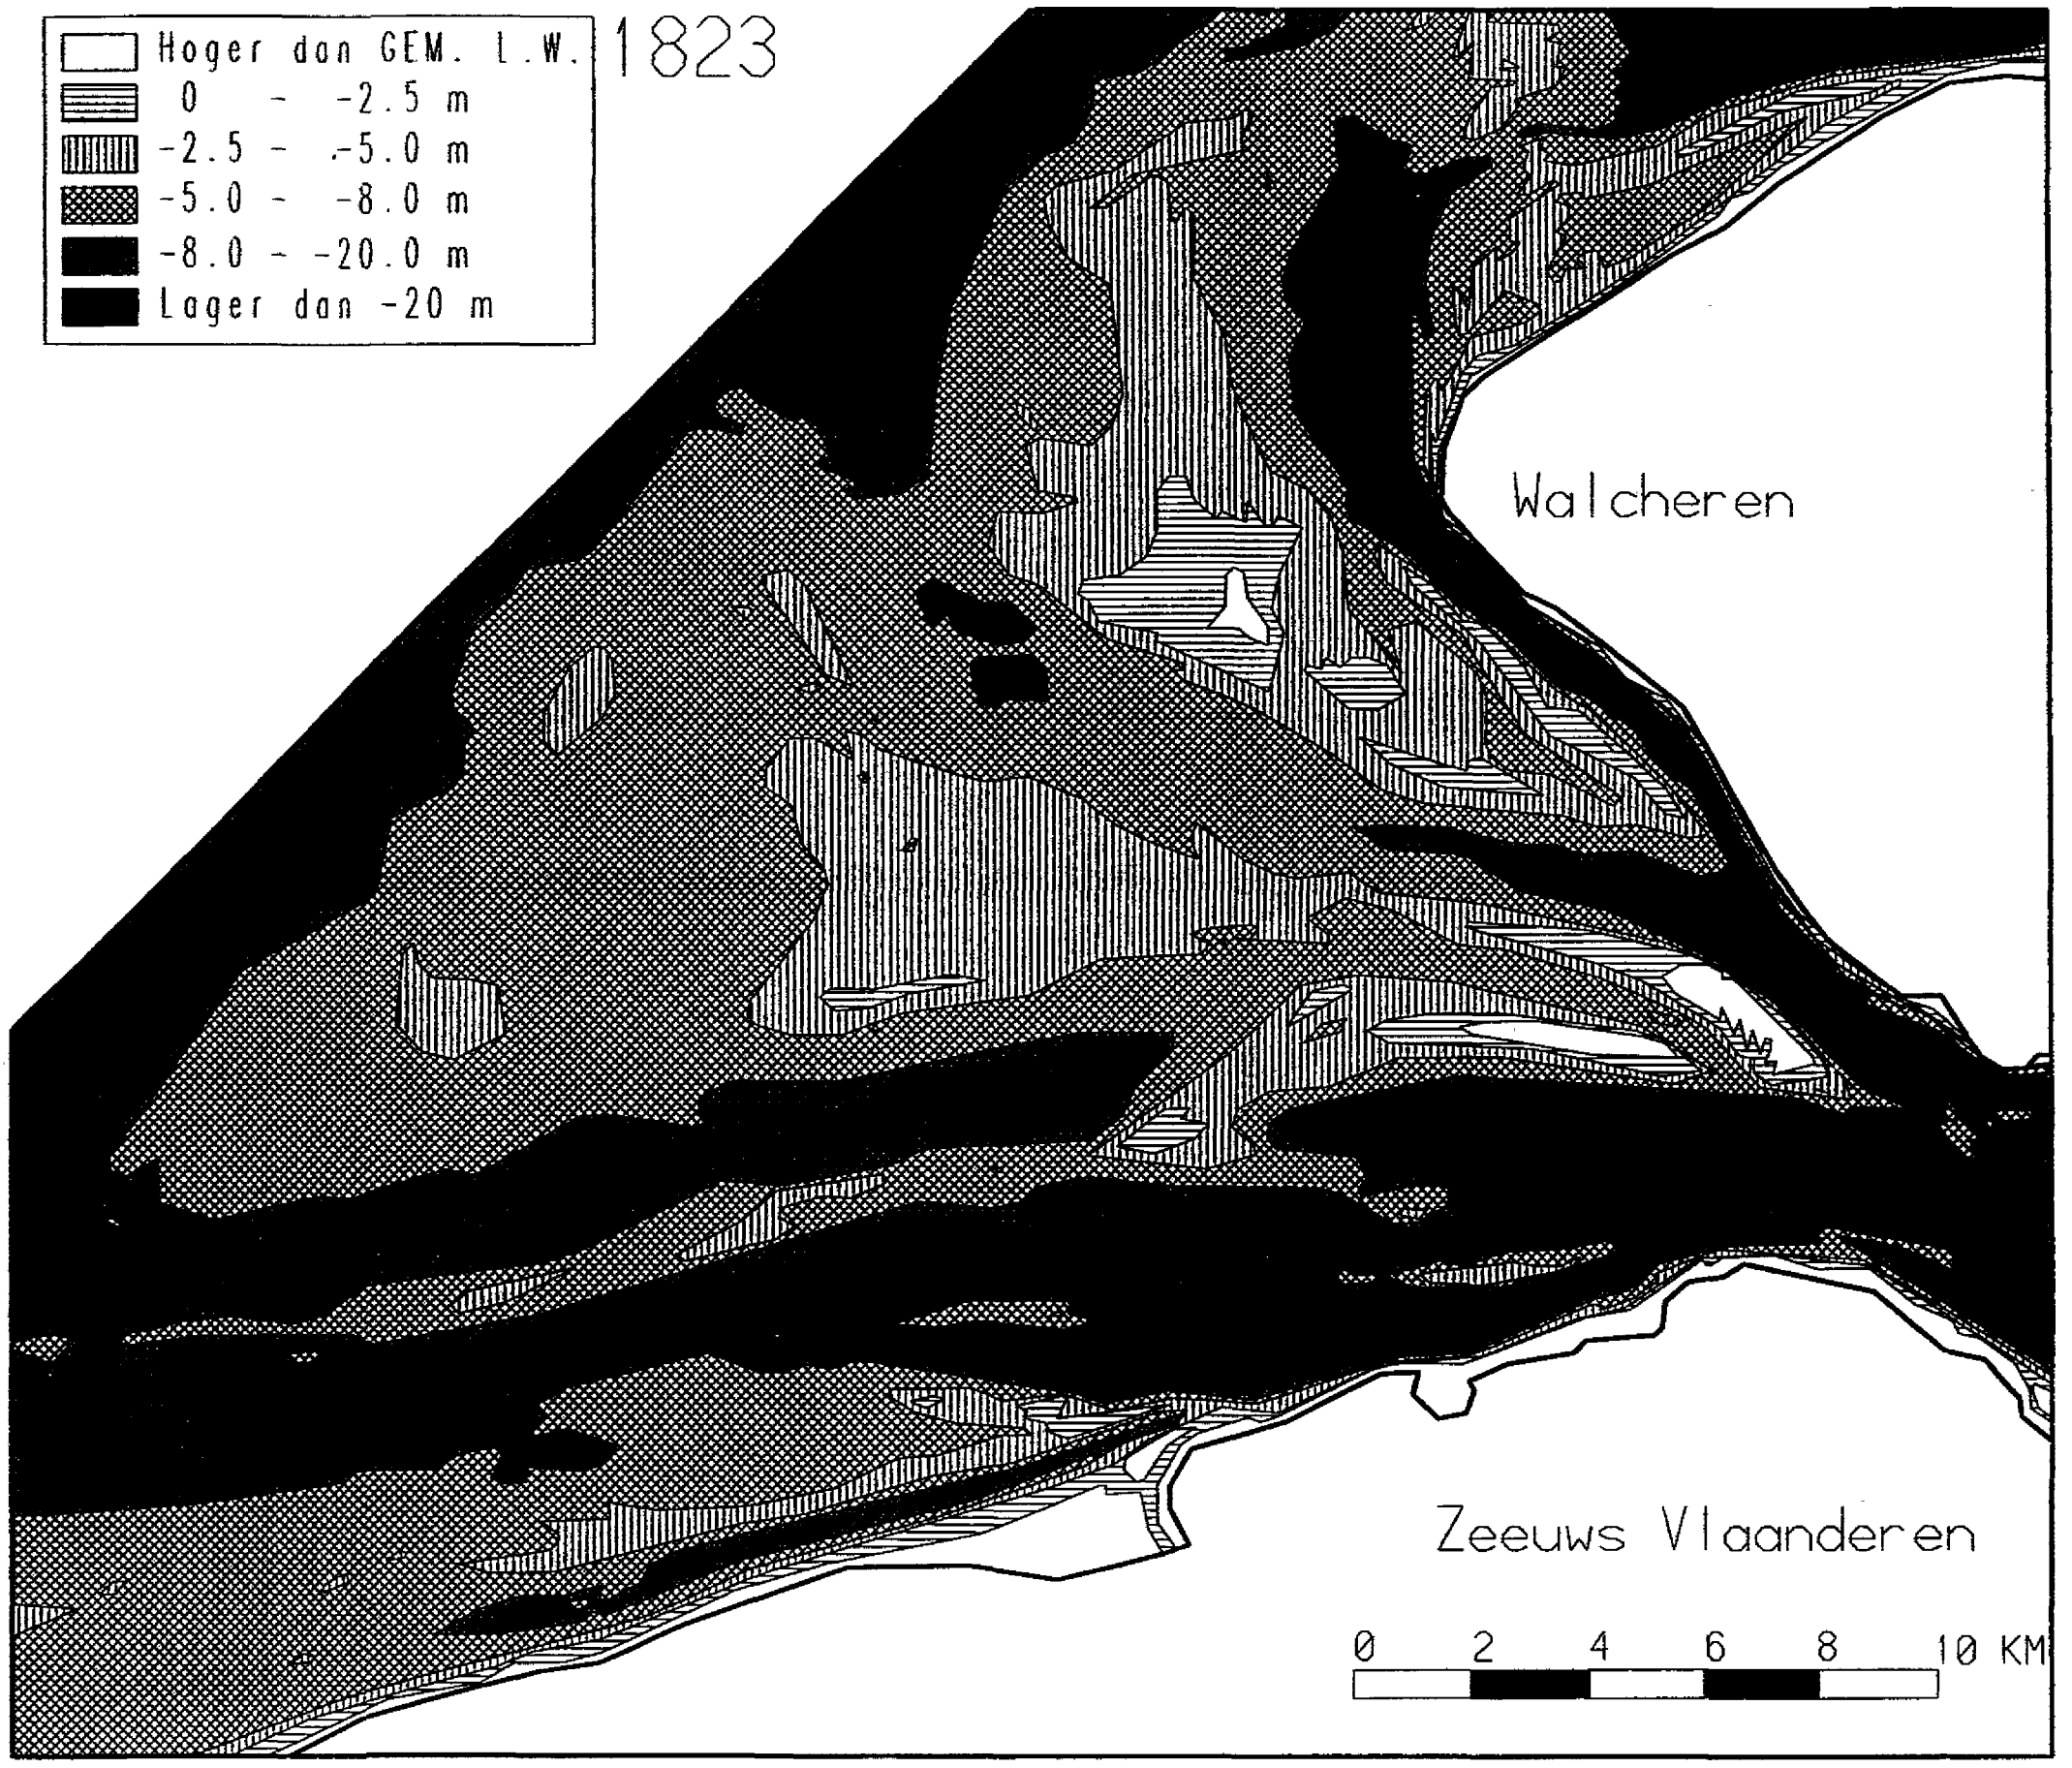 Hoger dan GEM. L.W.
0 - -2.5 m
-2.5 - -5.0 m
-5.0 - -8.0 m
-8.0 - -20.0 m
Lager dan -20 m
1823
Walcheren
Zeeuws Vlaanderen
0 2 4 6 8 10 KM